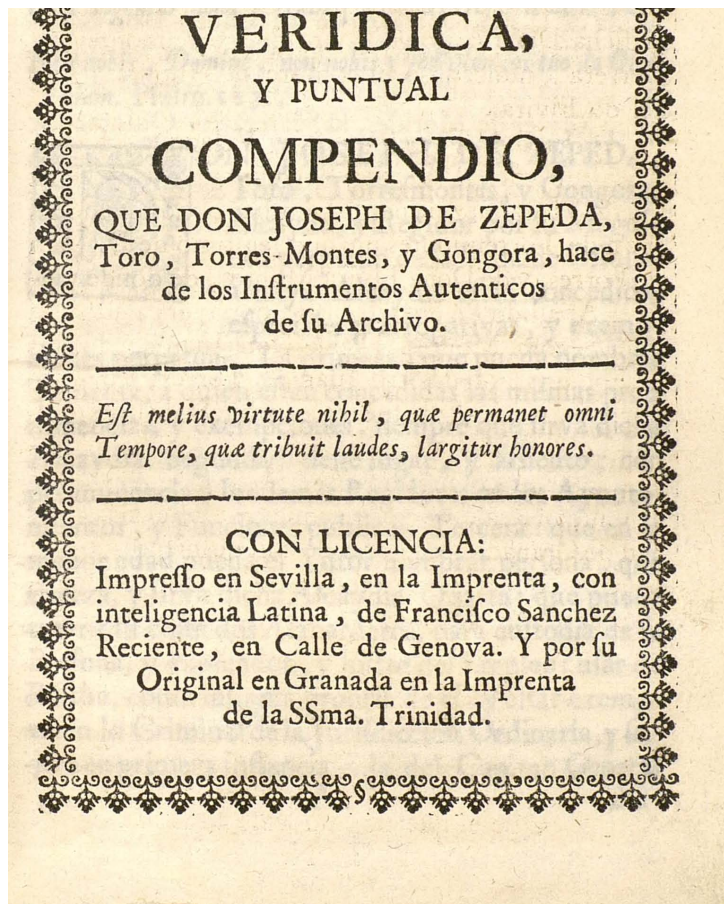 VERIDICA,
Y PUNTUAL
COMPENDIO,
QUE DON JOSEPH DE ZEPEDA,
Toro, Torres-Montes, y Gongora, hace
de los Inſtrumentos Autenticos
de ſu Archivo.
Eſt melius virtute nihil, quæ permanet omni
Tempore, quæ tribuit laudes, largitur honores.
CON LICENCIA:
Impreſſo en Sevilla, en la Imprenta, con
inteligencia Latina, de Franciſco Sanchez
Reciente, en Calle de Genova. Y por ſu
Original en Granada en la Imprenta
de la SSma. Trinidad.